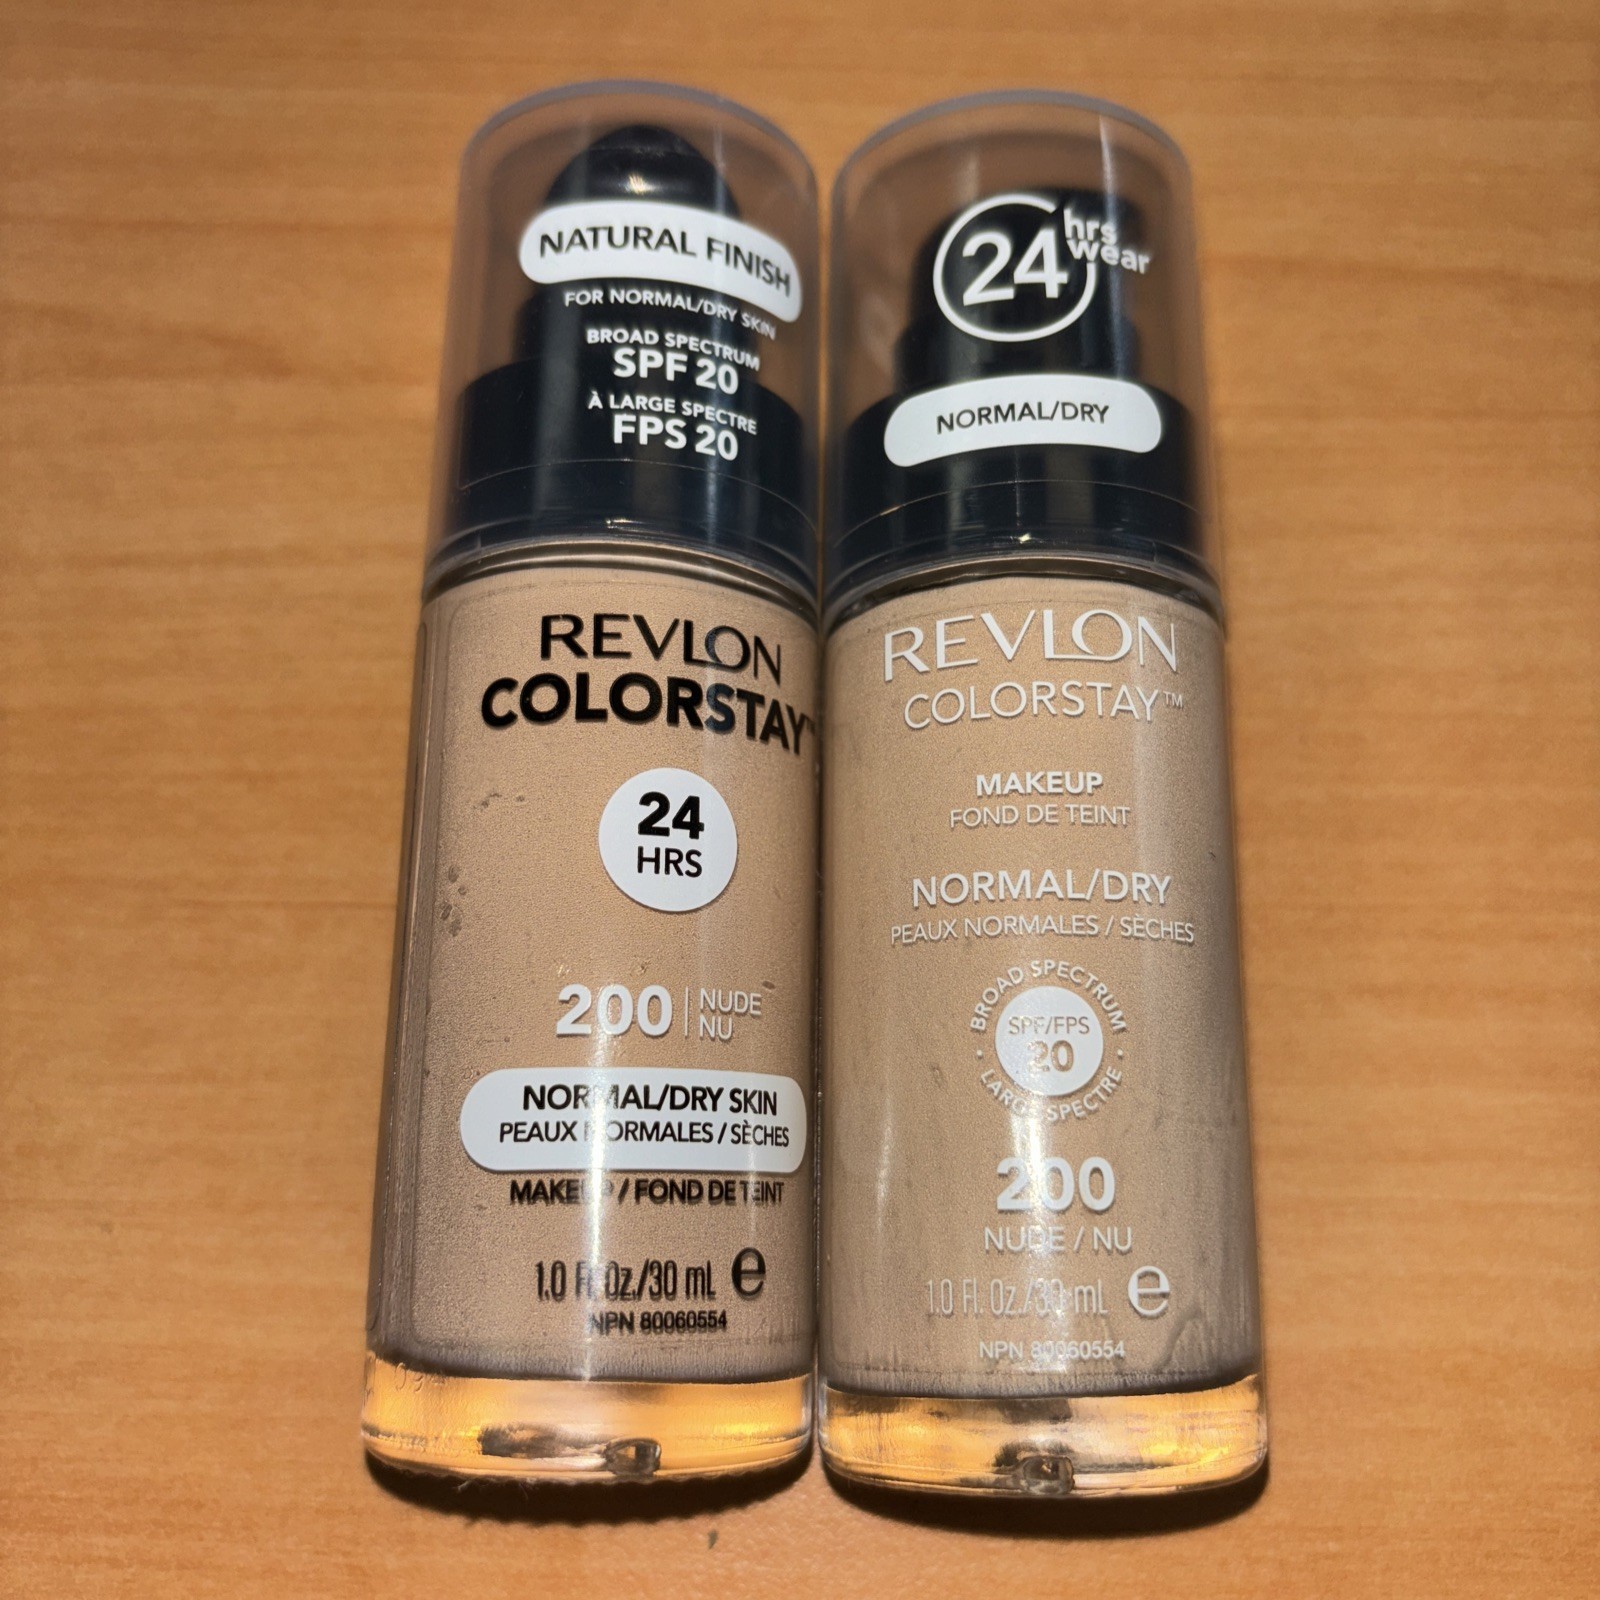 NATURAL FINISH
FOR NORMAL/DRY SKIN
BROAD SPECTRUM
SPF 20
À LARGE SPECTRE
FPS 20
REVLON
COLORSTAY™
24
HRS
200 | NUDE
NU
NORMAL/DRY SKIN
PEAUX NORMALES / SÈCHES
MAKEUP / FOND DE TEINT
1.0 Fl. Oz./30 mL e
NPN 80060554
24 hrs
wear
NORMAL/DRY
REVLON
COLORSTAY™
MAKEUP
FOND DE TEINT
NORMAL/DRY
PEAUX NORMALES / SÈCHES
BROAD SPECTRUM
SPF/FPS
20
• LARGE SPECTRE •
200
NUDE / NU
1.0 Fl. Oz./30 mL e
NPN 80060554